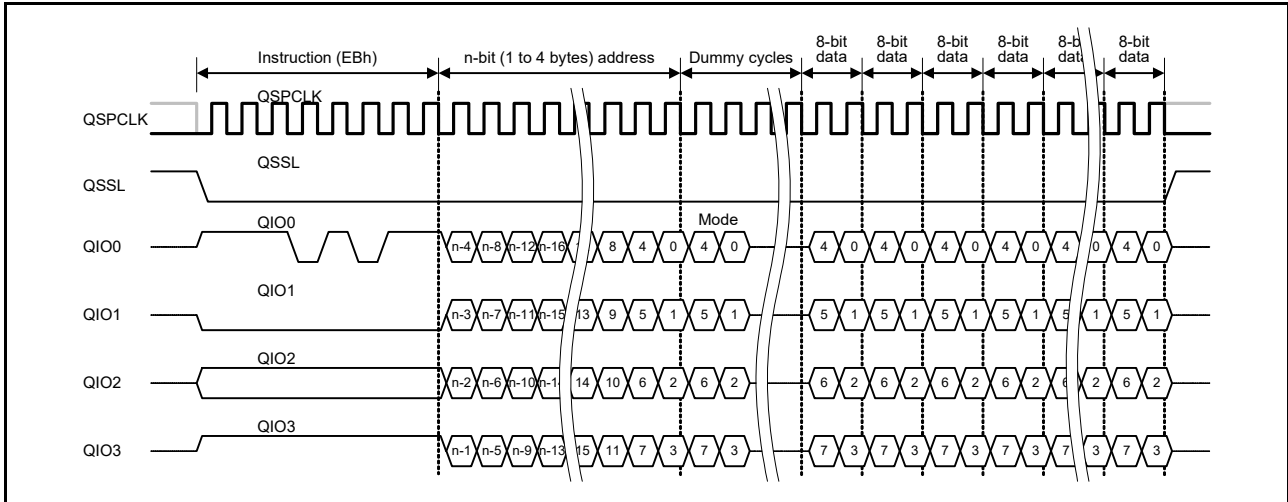 8-bit 8-bit 8-bit 8-bit 8-b 8-bit
Instruction (EBh) n-bit (1 to 4 bytes) address Dummy cycles data data data data data data
QSPCLK
QSPCLK
QSSL
QSSL
QIO0 Mode
QIO0 n-4 n-8 n-12 n-16 8 4 0 4 0 4 0 4 0 4 0 4 0 4 0 4 0
QIO1
QIO1 n-3 n-7 n-11 n-15 13 9 5 1 5 1 5 1 5 1 5 1 5 1 5 1 5 1
QIO2
QIO2 n-2 n-6 n-10 n-14 14 10 6 2 6 2 6 2 6 2 6 2 6 2 6 2 6 2
QIO3
QIO3 n-1 n-5 n-9 n-13 15 11 7 3 7 3 7 3 7 3 7 3 7 3 7 3 7 3